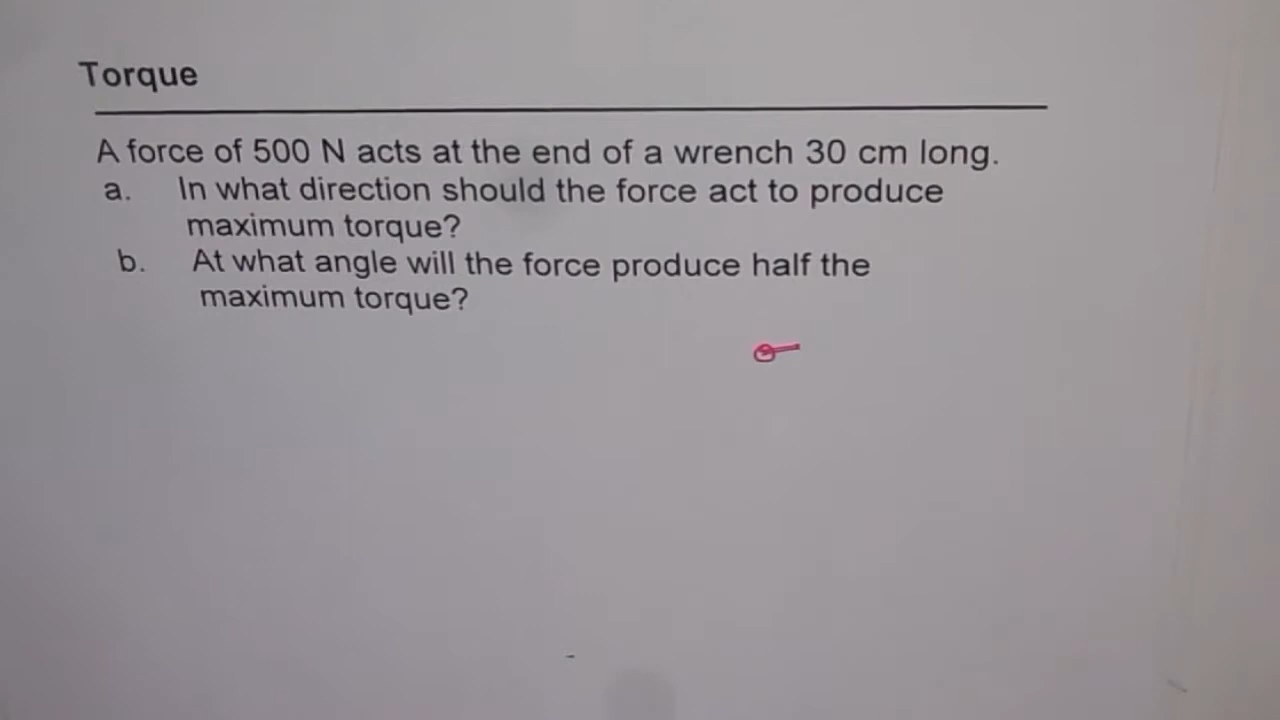 Torque
A force of 500 N acts at the end of a wrench 30 cm long.
a. In what direction should the force act to produce
maximum torque?
b. At what angle will the force produce half the
maximum torque?